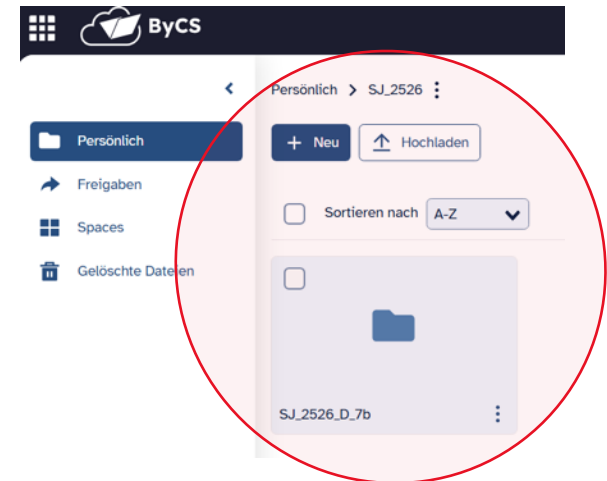 ByCS
Persönlich > SJ_2526
Persönlich
+ Neu
Hochladen
Freigaben
Sortieren nach A-Z
Spaces
Gelöschte Dateien
SJ_2526_D_7b